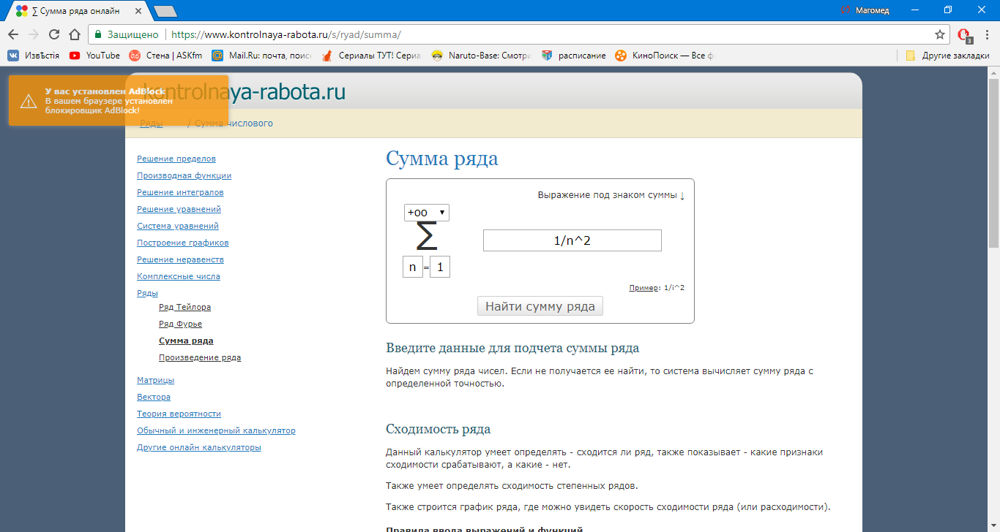 ∑ Сумма ряда онлайн
Магомед
Защищено
https://www.kontrolnaya-rabota.ru/s/ryad/summa/
3
Извѣстія
YouTube
Стена | ASKfm
Mail.Ru: почта, поис
Сериалы ТУТ! Сериа
Naruto-Base: Смотри
расписание
КиноПоиск — Все ф
Другие закладки
У вас установлен AdBlock
В вашем браузере установлен
блокировщик AdBlock!
kontrolnaya-rabota.ru
Ряды / Сумма числового
Решение пределов
Производная функции
Решение интегралов
Решение уравнений
Система уравнений
Построение графиков
Решение неравенств
Комплексные числа
Ряды
Ряд Тейлора
Ряд Фурье
Сумма ряда
Произведение ряда
Матрицы
Вектора
Теория вероятности
Обычный и инженерный калькулятор
Другие онлайн калькуляторы
Сумма ряда
Выражение под знаком суммы ↓
+oo
∑
1/n^2
n = 1
Пример: 1/i^2
Найти сумму ряда
Введите данные для подчета суммы ряда
Найдем сумму ряда чисел. Если не получается ее найти, то система вычисляет сумму ряда с
определенной точностью.
Сходимость ряда
Данный калькулятор умеет определять - сходится ли ряд, также показывает - какие признаки
сходимости срабатывают, а какие - нет.
Также умеет определять сходимость степенных рядов.
Также строится график ряда, где можно увидеть скорость сходимости ряда (или расходимости).
Правила ввода выражений и функций